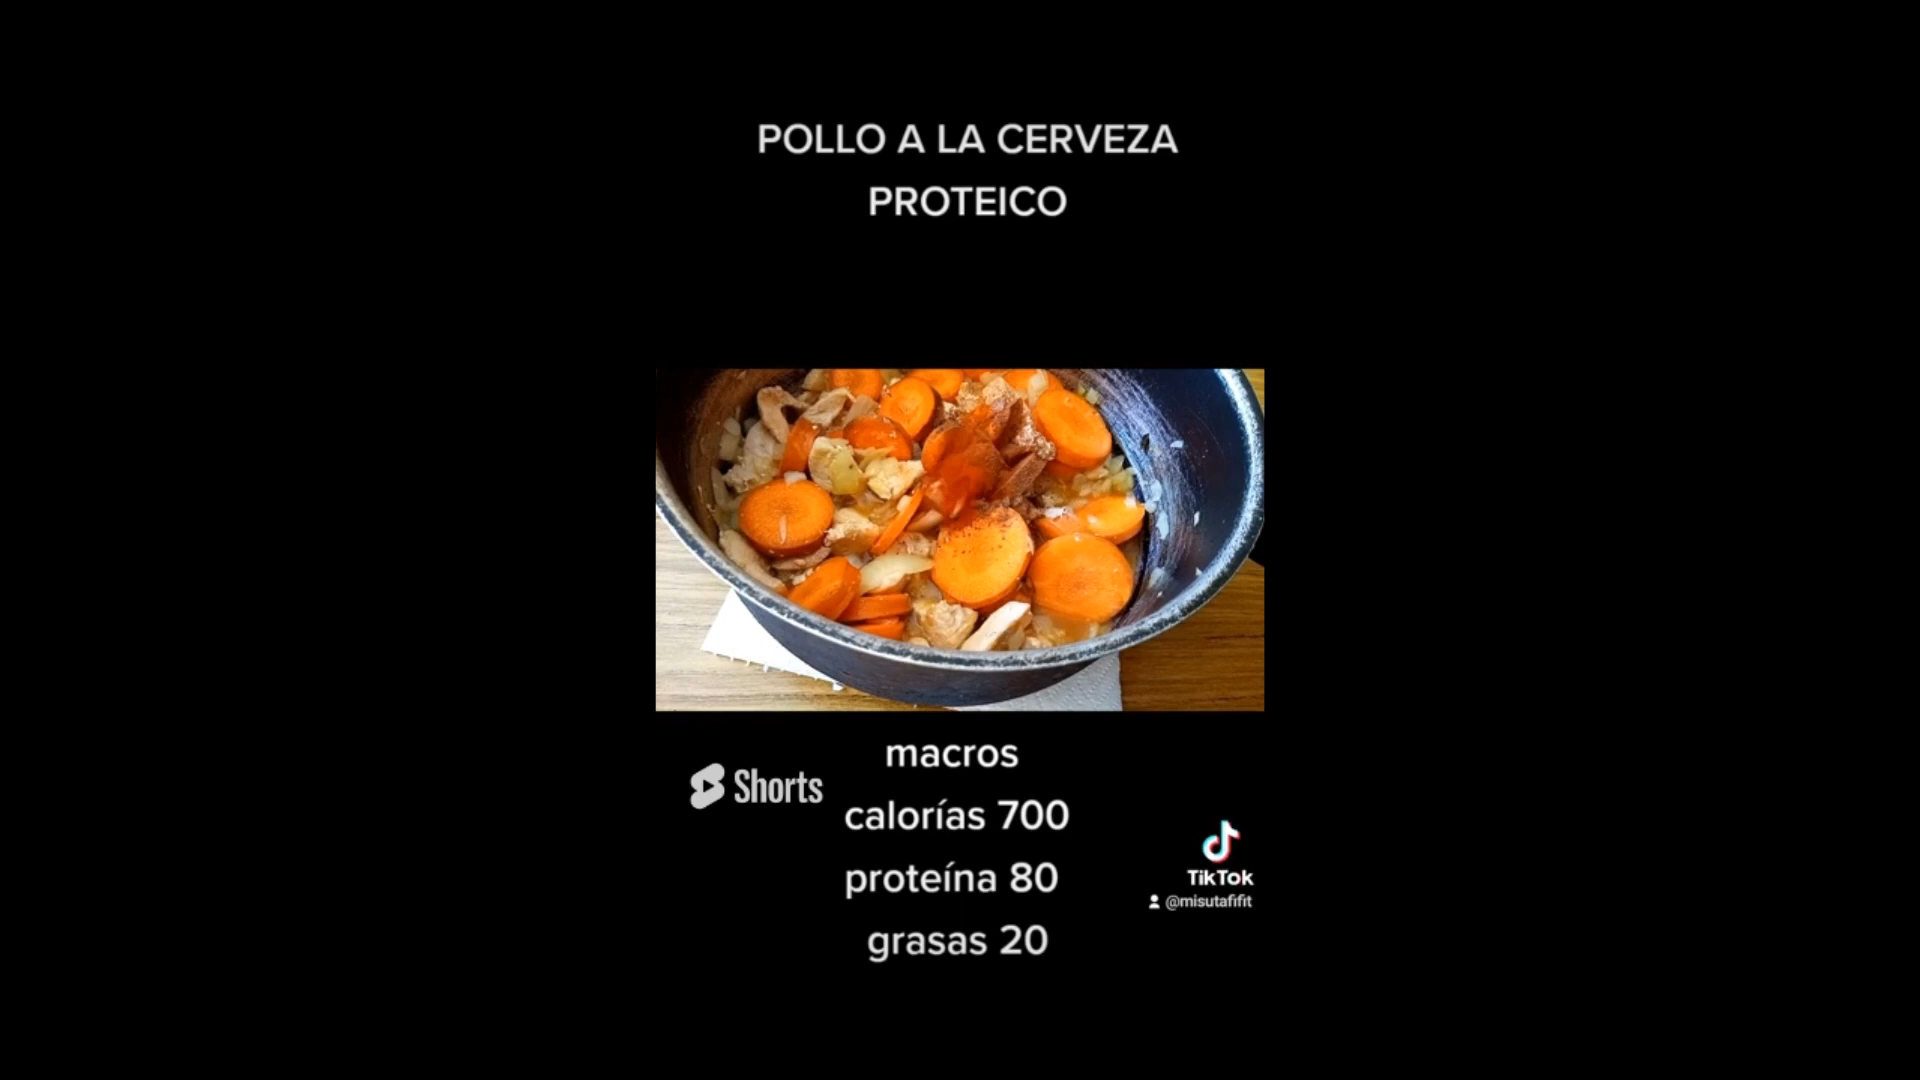 POLLO A LA CERVEZA
PROTEICO
macros
Shorts
calorías 700
proteína 80
grasas 20
TikTok
@misutafifit